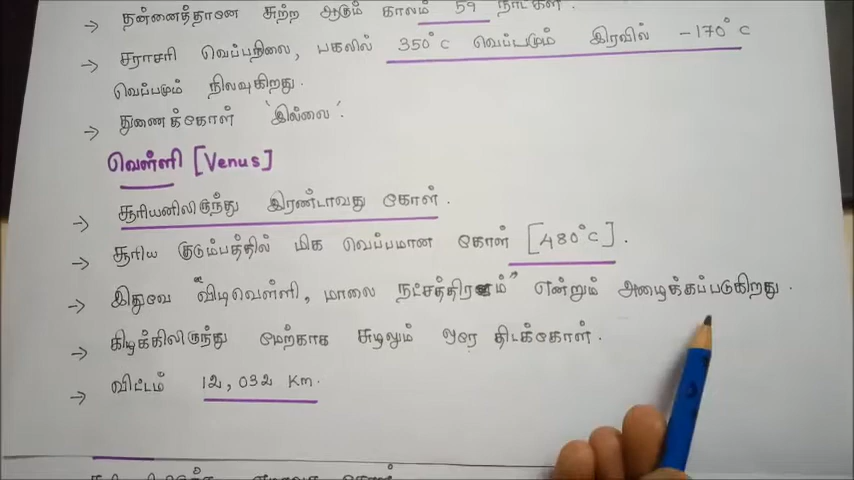 → தன்னைத்தானே சுற்ற ஆகும் காலம் 59 நாட்கள்.
→ சராசரி வெப்பநிலை, பகலில் 350°C வெப்பமும் இரவில் -170°C
வெப்பமும் நிலவுகிறது.
→ துணைக்கோள் 'இல்லை'.
வெள்ளி [Venus]
→ சூரியனிலிருந்து இரண்டாவது கோள்.
→ சூரிய குடும்பத்தில் மிக வெப்பமான கோள் [480°C].
→ இதுவே "விடிவெள்ளி, மாலை நட்சத்திரம்" என்றும் அழைக்கப்படுகிறது.
→ கிழக்கிலிருந்து மேற்காக சுழலும் ஒரே திடக்கோள்.
→ விட்டம் 12,032 Km.